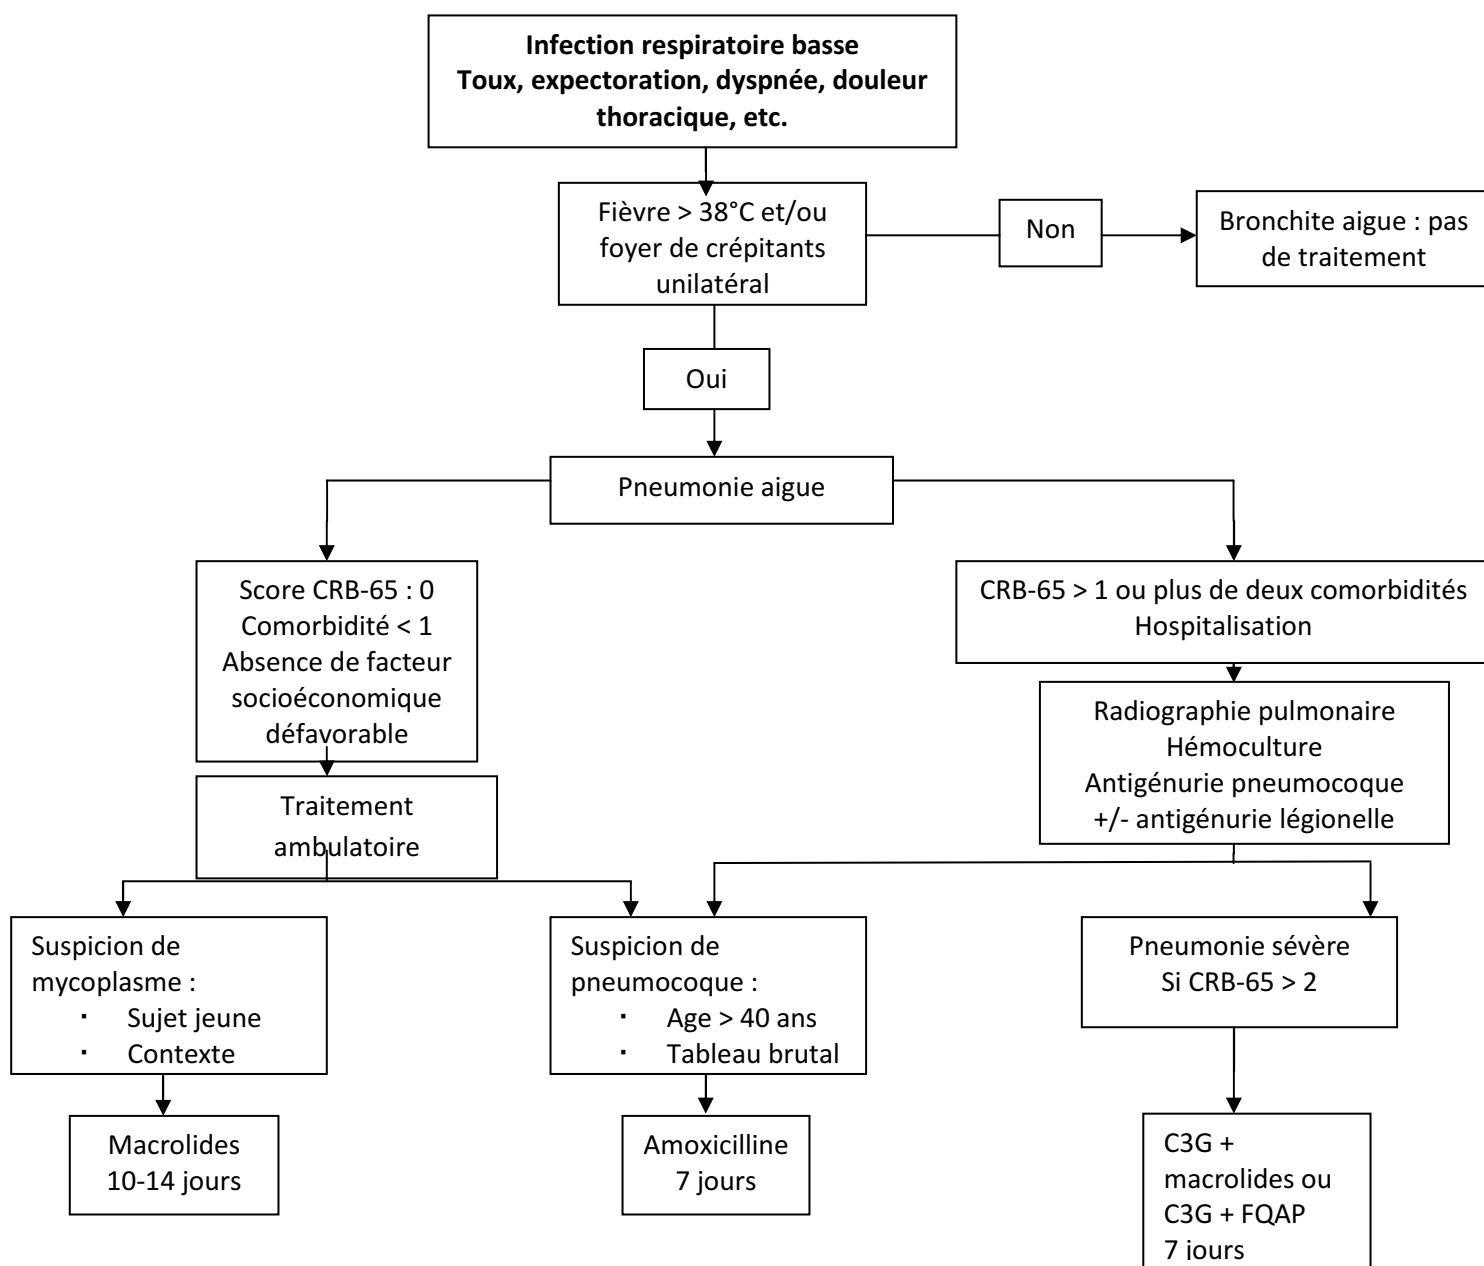 Infection respiratoire basse
Toux, expectoration, dyspnée, douleur
thoracique, etc.
Fièvre > 38°C et/ou
foyer de crépitants
unilatéral
Non
Bronchite aigue : pas
de traitement
Oui
Pneumonie aigue
Score CRB-65 : 0
Comorbidité < 1
Absence de facteur
socioéconomique
défavorable
CRB-65 > 1 ou plus de deux comorbidités
Hospitalisation
Radiographie pulmonaire
Hémoculture
Antigénurie pneumocoque
+/- antigénurie légionelle
Traitement
ambulatoire
Suspicion de
mycoplasme :
· Sujet jeune
· Contexte
Suspicion de
pneumocoque :
· Age > 40 ans
· Tableau brutal
Pneumonie sévère
Si CRB-65 > 2
Macrolides
10-14 jours
Amoxicilline
7 jours
C3G +
macrolides ou
C3G + FQAP
7 jours